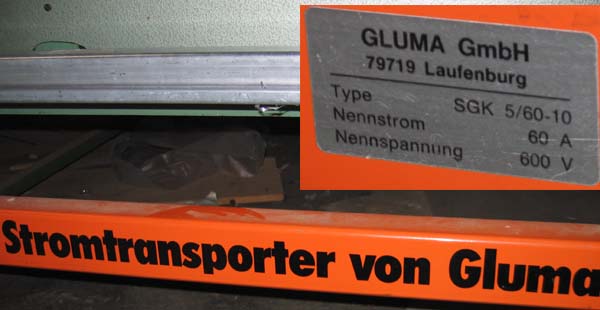 GLUMA GmbH
79719 Laufenburg
Type SGK 5/60-10
Nennstrom 60 A
Nennspannung 600 V
Stromtransporter von Gluma